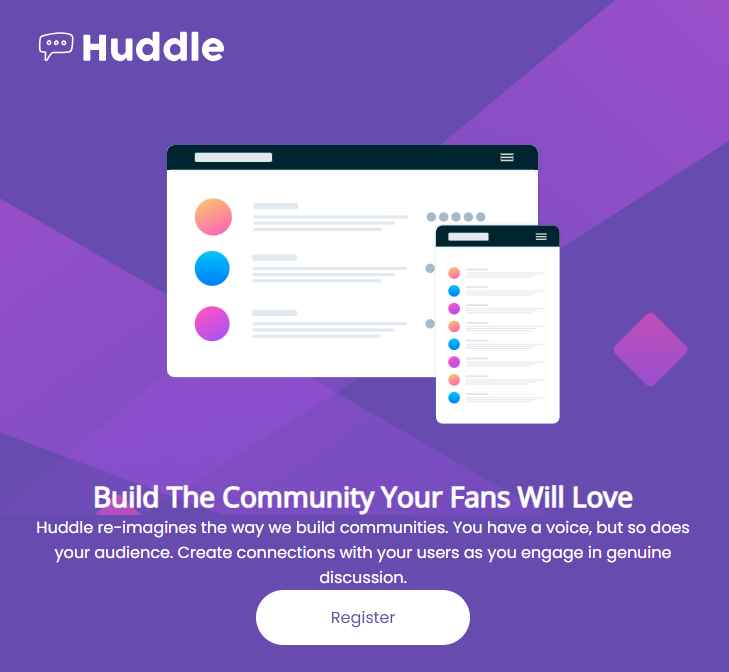 Huddle
Build The Community Your Fans Will Love
Huddle re-imagines the way we build communities. You have a voice, but so does
your audience. Create connections with your users as you engage in genuine
discussion.
Register